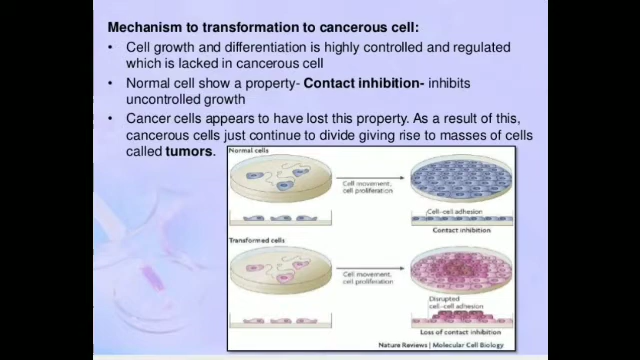 Mechanism to transformation to cancerous cell:
• Cell growth and differentiation is highly controlled and regulated
which is lacked in cancerous cell
• Normal cell show a property- Contact inhibition- inhibits
uncontrolled growth
• Cancer cells appears to have lost this property. As a result of this,
cancerous cells just continue to divide giving rise to masses of cells
called tumors.
Normal cells
Cell movement,
cell proliferation
Cell–cell adhesion
Contact inhibition
Transformed cells
Cell movement,
cell proliferation
Disrupted
cell–cell adhesion
Loss of contact inhibition
Nature Reviews | Molecular Cell Biology